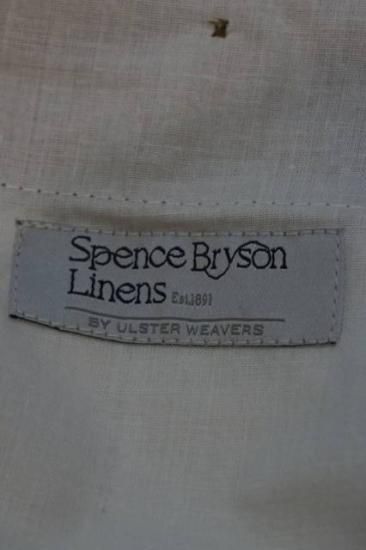 Spence Bryson
Linens Est.1891
BY ULSTER WEAVERS